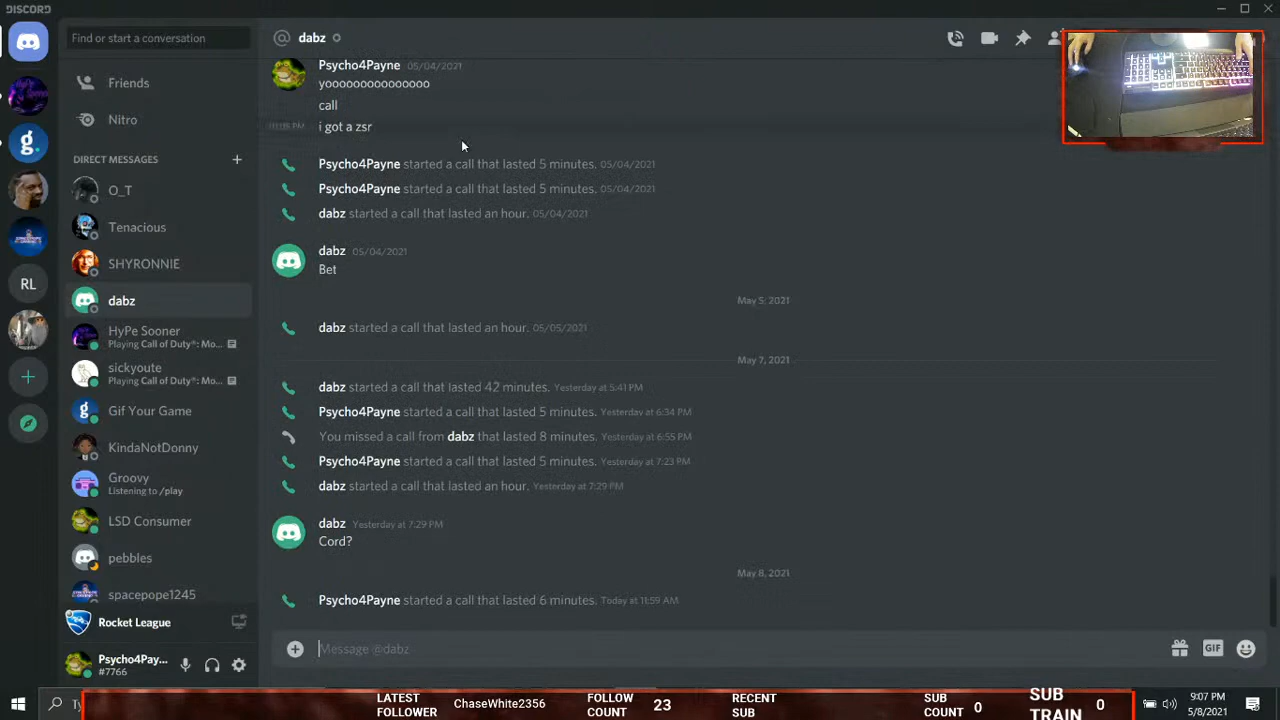 DISCORD
Find or start a conversation
@ dabz
Friends
Nitro
DIRECT MESSAGES
O_T
Tenacious
SHYRONNIE
dabz
HyPe Sooner
Playing Call of Duty®: Mo...
sickyoute
Playing Call of Duty®: Mo...
Gif Your Game
KindaNotDonny
Groovy
Listening to /play
LSD Consumer
pebbles
spacepope1245
Rocket League
Psycho4Pay...
#7766
g.
RL
Psycho4Payne 05/04/2021
yooooooooooooooo
call
i got a zsr
Psycho4Payne started a call that lasted 5 minutes. 05/04/2021
Psycho4Payne started a call that lasted 5 minutes. 05/04/2021
dabz started a call that lasted an hour. 05/04/2021
dabz 05/04/2021
Bet
May 5, 2021
dabz started a call that lasted an hour. 05/05/2021
May 7, 2021
dabz started a call that lasted 42 minutes. Yesterday at 5:41 PM
Psycho4Payne started a call that lasted 5 minutes. Yesterday at 6:34 PM
You missed a call from dabz that lasted 8 minutes. Yesterday at 6:55 PM
Psycho4Payne started a call that lasted 5 minutes. Yesterday at 7:23 PM
dabz started a call that lasted an hour. Yesterday at 7:29 PM
dabz Yesterday at 7:29 PM
Cord?
May 8, 2021
Psycho4Payne started a call that lasted 6 minutes. Today at 11:59 AM
Message @dabz
GIF
LATEST FOLLOWER ChaseWhite2356
FOLLOW COUNT 23
RECENT SUB
SUB COUNT 0
SUB TRAIN 0
9:07 PM
5/8/2021